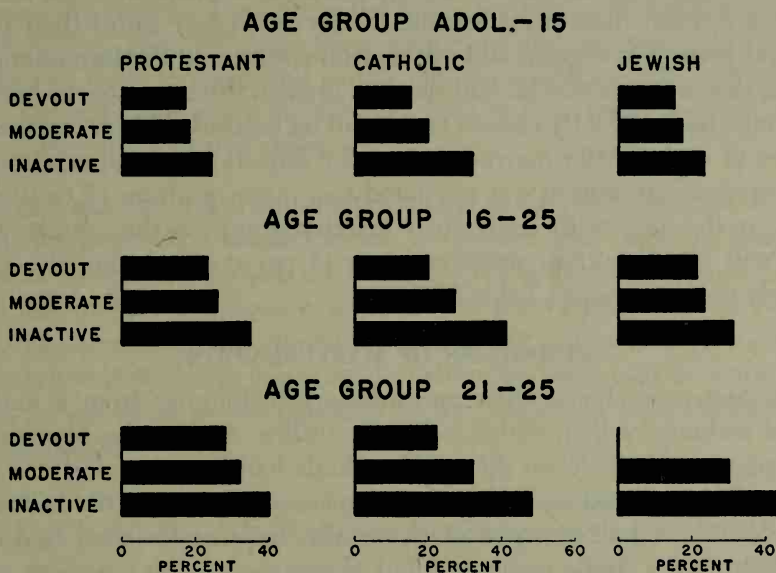 AGE GROUP ADOL.—15
PROTESTANT CATHOLIC JEWISH
DEVOUT
MODERATE
INACTIVE
AGE GROUP 16—25
DEVOUT
MODERATE
INACTIVE
AGE GROUP 21—25
DEVOUT
MODERATE
INACTIVE
0 20 40 0 20 40 60 0 20 40
PERCENT PERCENT PERCENT